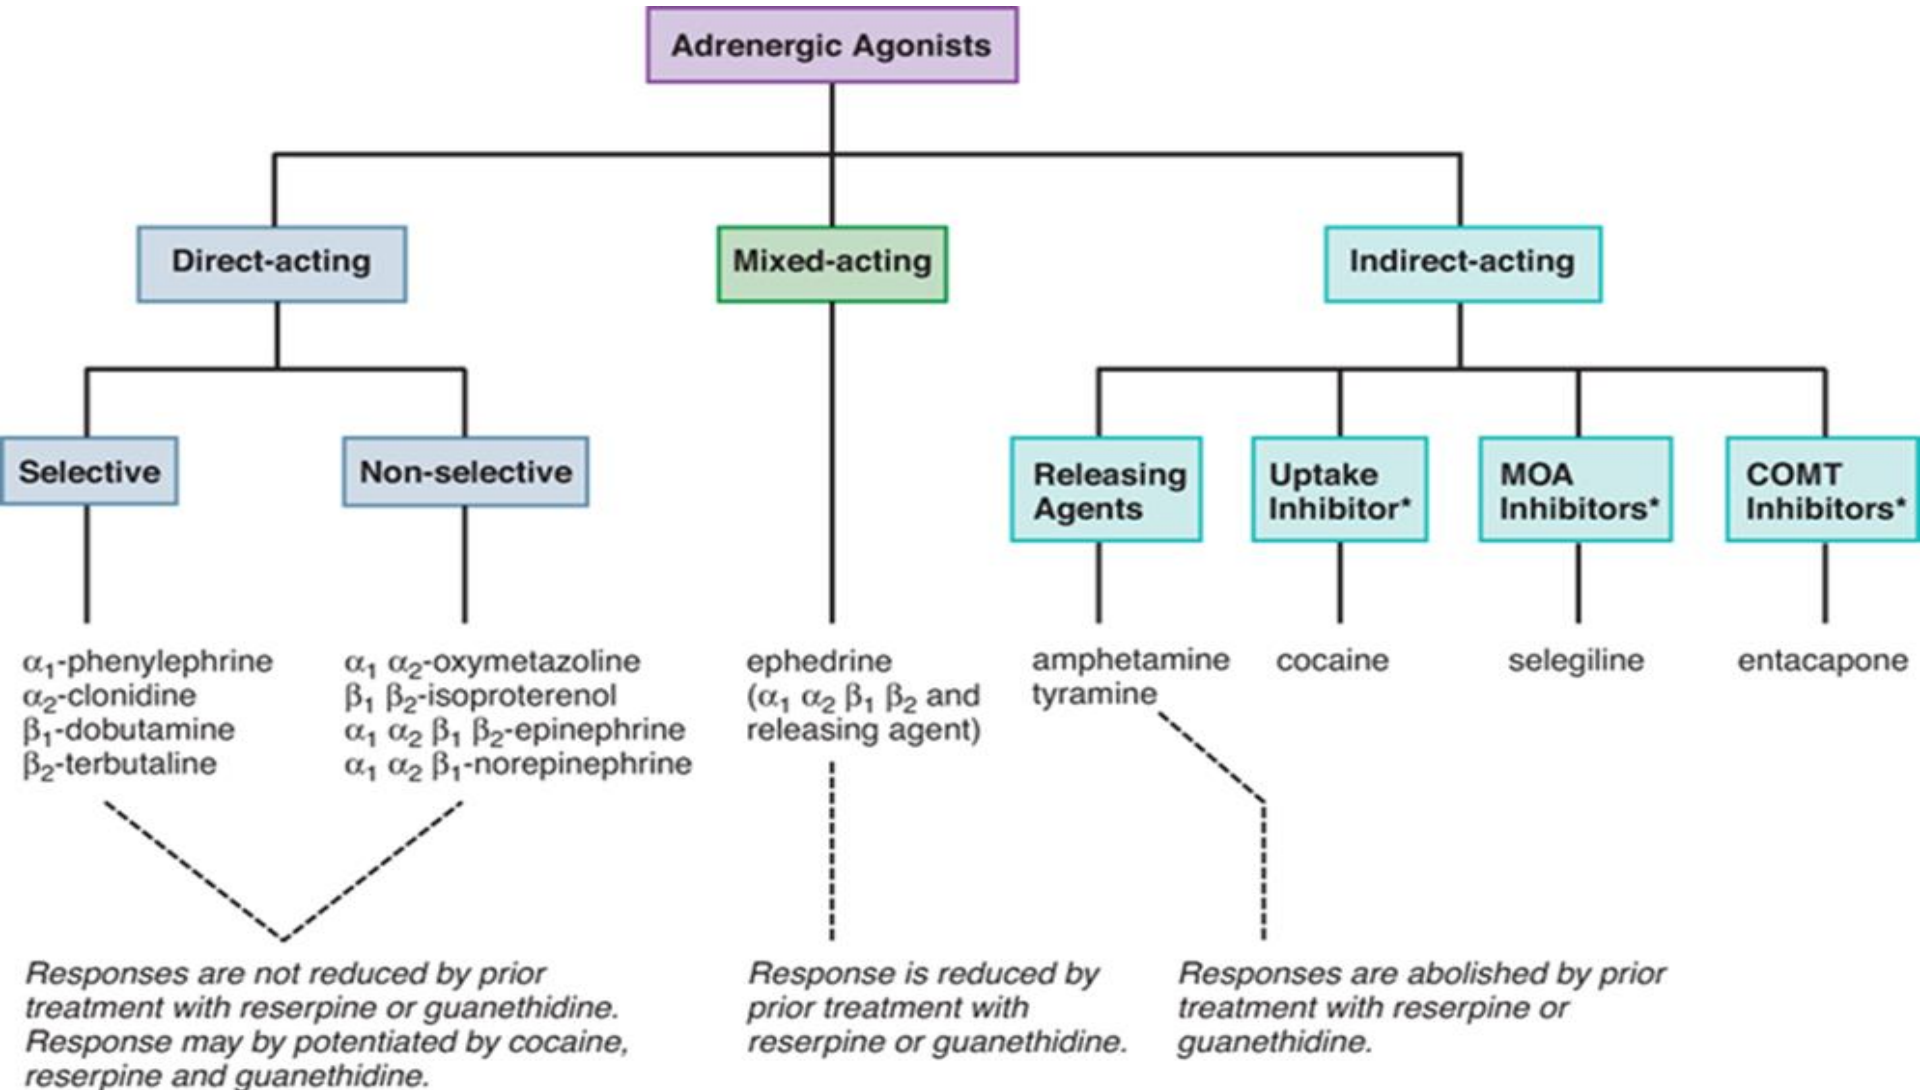 Adrenergic Agonists
Direct-acting
Mixed-acting
Indirect-acting
Selective
Non-selective
Releasing
Agents
Uptake
Inhibitor*
MOA
Inhibitors*
COMT
Inhibitors*
α₁-phenylephrine
α₂-clonidine
β₁-dobutamine
β₂-terbutaline
α₁ α₂-oxymetazoline
β₁ β₂-isoproterenol
α₁ α₂ β₁ β₂-epinephrine
α₁ α₂ β₁-norepinephrine
ephedrine
(α₁ α₂ β₁ β₂ and
releasing agent)
amphetamine
tyramine
cocaine
selegiline
entacapone
Responses are not reduced by prior
treatment with reserpine or guanethidine.
Response may by potentiated by cocaine,
reserpine and guanethidine.
Response is reduced by
prior treatment with
reserpine or guanethidine.
Responses are abolished by prior
treatment with reserpine or
guanethidine.